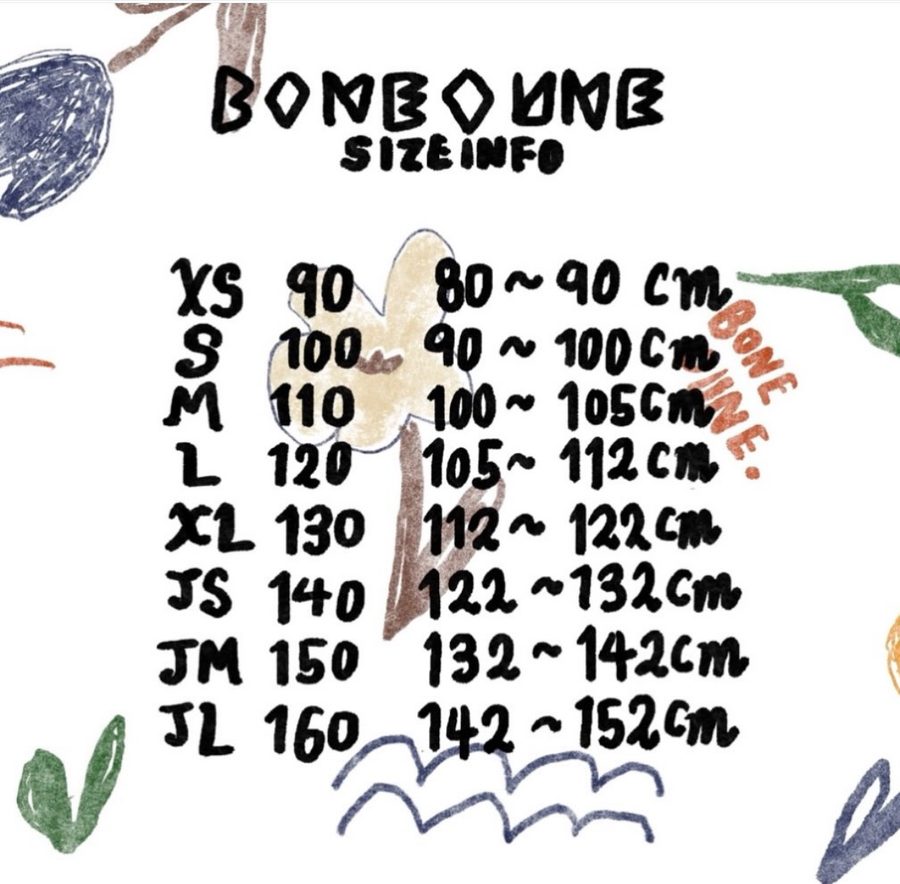 BONBOUNE
SIZE INFO
XS 90 80 ~ 90 cm
S 100 90 ~ 100 cm
M 110 100 ~ 105 cm
L 120 105 ~ 112 cm
XL 130 112 ~ 122 cm
JS 140 122 ~ 132 cm
JM 150 132 ~ 142 cm
JL 160 142 ~ 152 cm
BONE